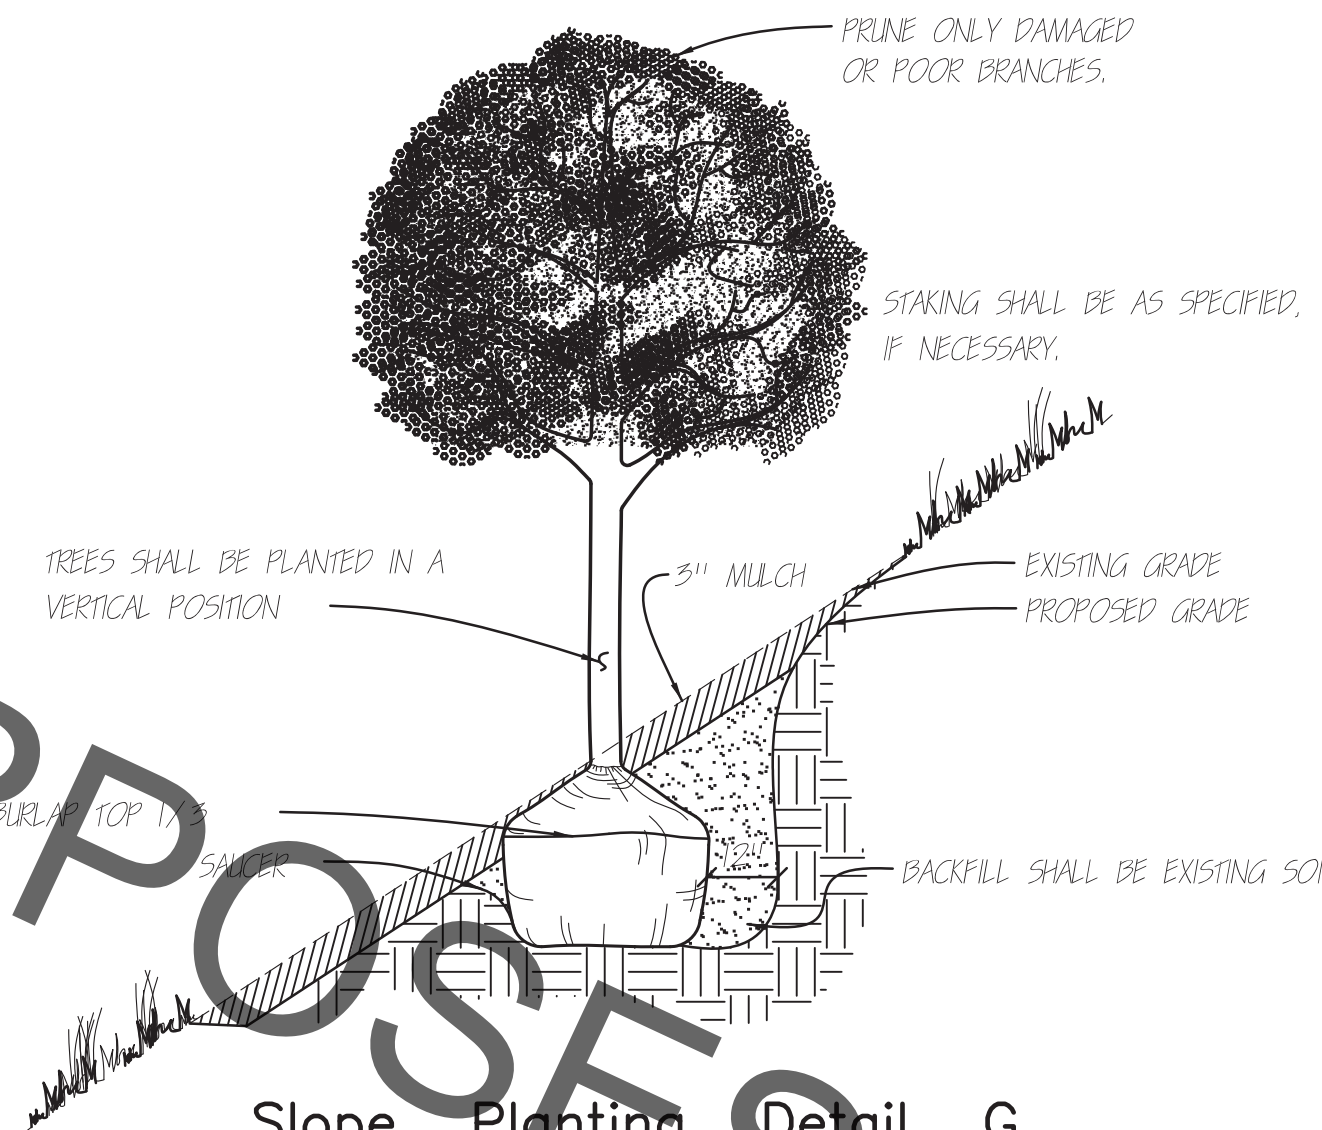 PRUNE ONLY DAMAGED
OR POOR BRANCHES.
STAKING SHALL BE AS SPECIFIED,
IF NECESSARY.
TREES SHALL BE PLANTED IN A
VERTICAL POSITION
3" MULCH
EXISTING GRADE
PROPOSED GRADE
BURLAP TOP 1/3
SAUCER
12"
BACKFILL SHALL BE EXISTING
Slope Planting Detail G